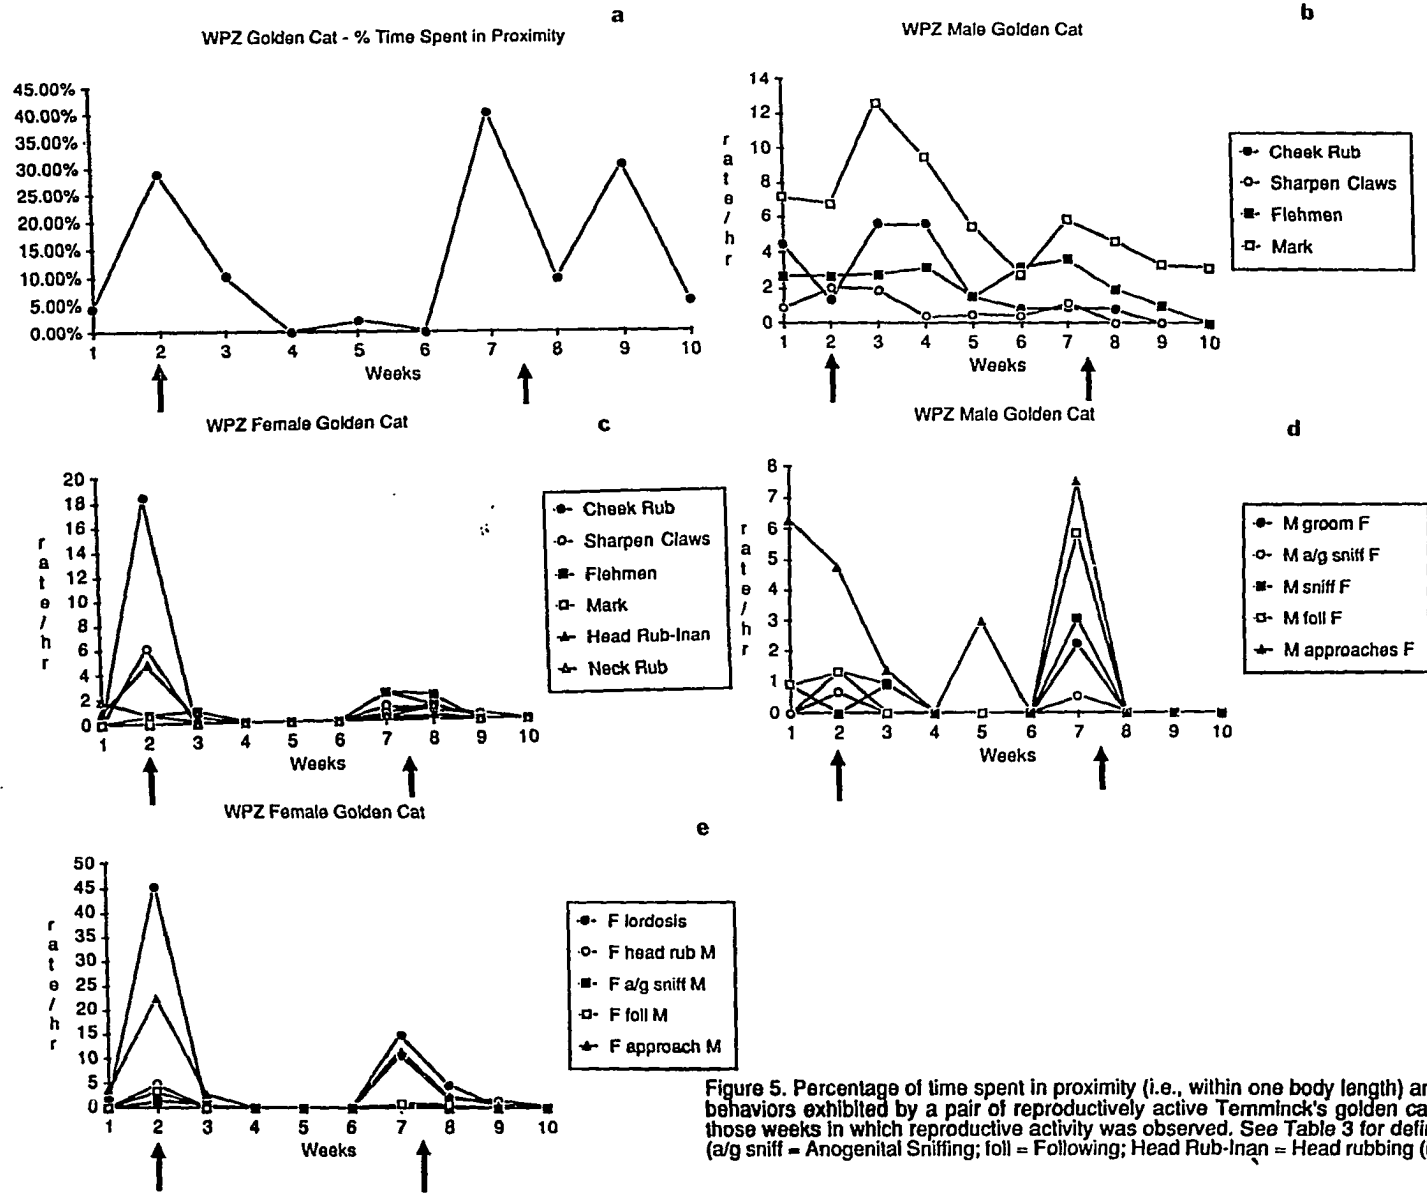 a
WPZ Golden Cat - % Time Spent in Proximity
45.00%
40.00%
35.00%
30.00%
25.00%
20.00%
15.00%
10.00%
5.00%
0.00%
1 2 3 4 5 6 7 8 9 10
Weeks
b
WPZ Male Golden Cat
rate/hr
14
12
10
8
6
4
2
0
1 2 3 4 5 6 7 8 9 10
Weeks
Cheek Rub
Sharpen Claws
Flehmen
Mark
c
WPZ Female Golden Cat
rate/hr
20
18
16
14
12
10
8
6
4
2
0
1 2 3 4 5 6 7 8 9 10
Weeks
Cheek Rub
Sharpen Claws
Flehmen
Mark
Head Rub-Inan
Neck Rub
d
WPZ Male Golden Cat
rate/hr
8
7
6
5
4
3
2
1
0
1 2 3 4 5 6 7 8 9 10
Weeks
M groom F
M a/g sniff F
M sniff F
M foll F
M approaches F
e
WPZ Female Golden Cat
rate/hr
50
45
40
35
30
25
20
15
10
5
0
1 2 3 4 5 6 7 8 9 10
Weeks
F lordosis
F head rub M
F a/g sniff M
F foll M
F approach M
Figure 5. Percentage of time spent in proximity (i.e., within one body length) 
behaviors exhibited by a pair of reproductively active Temminck's golden 
those weeks in which reproductive activity was observed. See Table 3 for 
(a/g sniff = Anogenital Sniffing; foll = Following; Head Rub-Inan = Head rubbing